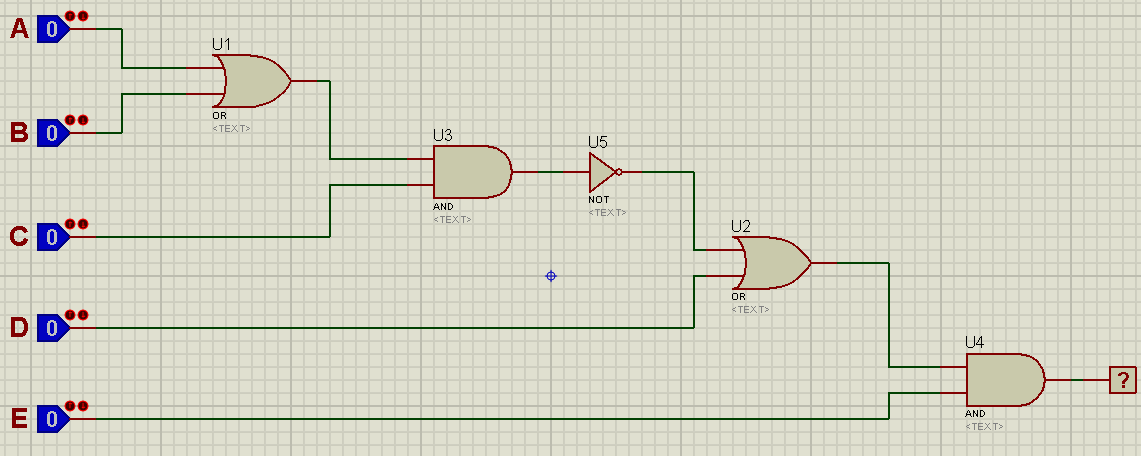 A 0
U1
OR
<TEXT>
B 0
U3
AND
<TEXT>
U5
NOT
<TEXT>
C 0
U2
OR
<TEXT>
D 0
U4
AND
<TEXT>
?
E 0